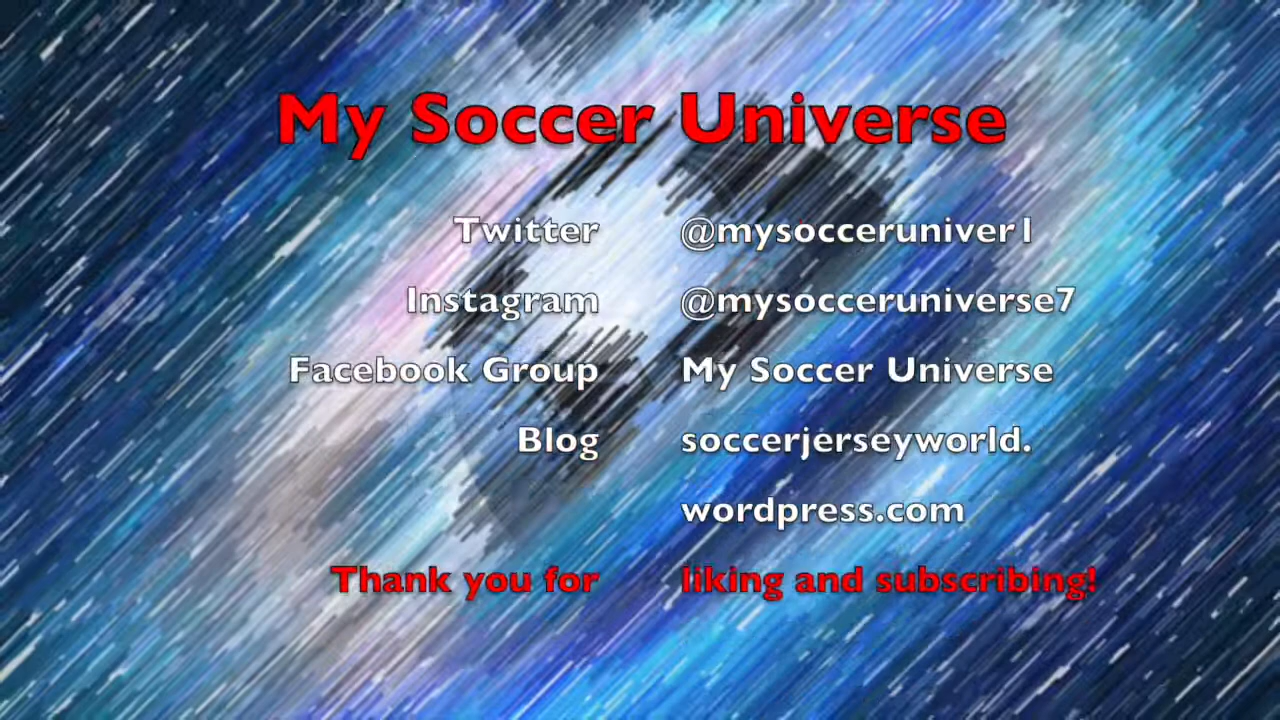 My Soccer Universe
Twitter @mysocceruniver1
Instagram @mysocceruniverse7
Facebook Group My Soccer Universe
Blog soccerjerseyworld.
wordpress.com
Thank you for liking and subscribing!